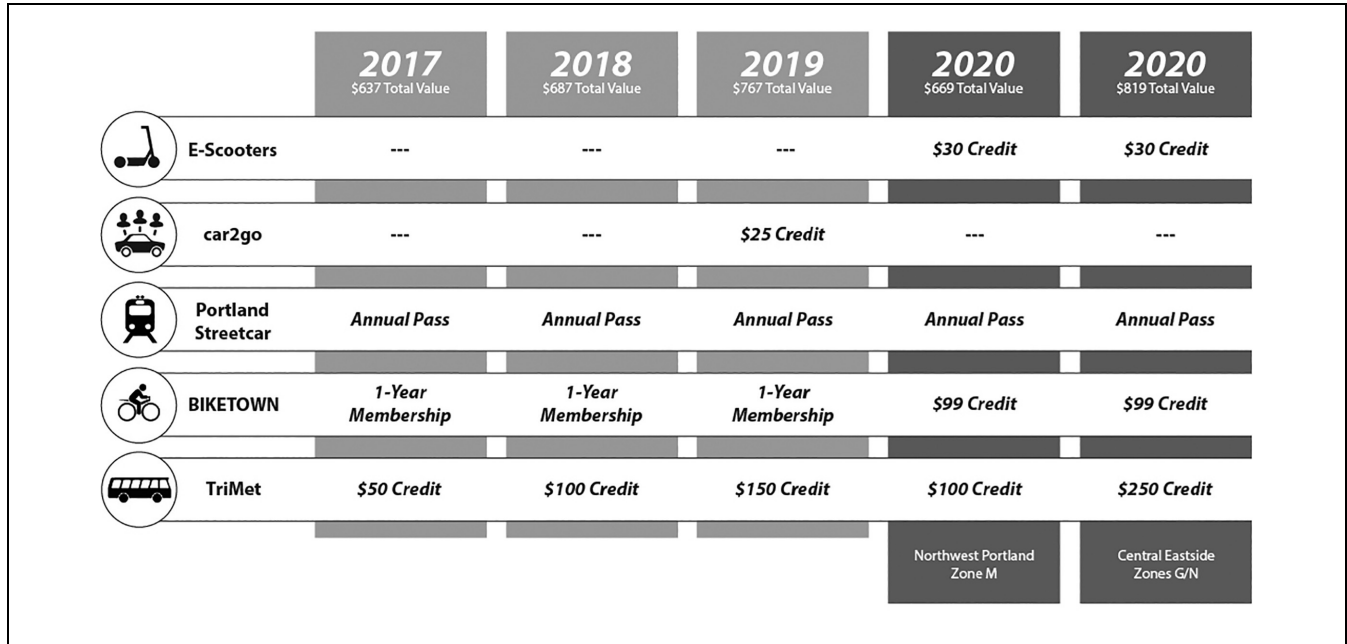 2017 2018 2019 2020 2020
$637 Total Value $687 Total Value $767 Total Value $669 Total Value $819 Total Value
E-Scooters --- --- --- $30 Credit $30 Credit
car2go --- --- $25 Credit --- ---
Portland
Streetcar
Annual Pass Annual Pass Annual Pass Annual Pass Annual Pass
BIKETOWN
1-Year
Membership
1-Year
Membership
1-Year
Membership
$99 Credit $99 Credit
TriMet $50 Credit $100 Credit $150 Credit $100 Credit $250 Credit
Northwest Portland
Zone M
Central Eastside
Zones G/N